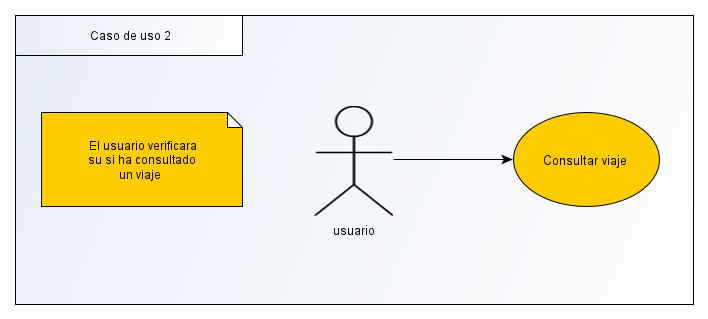 Caso de uso 2
El usuario verificara
su si ha consultado
un viaje
usuario
Consultar viaje